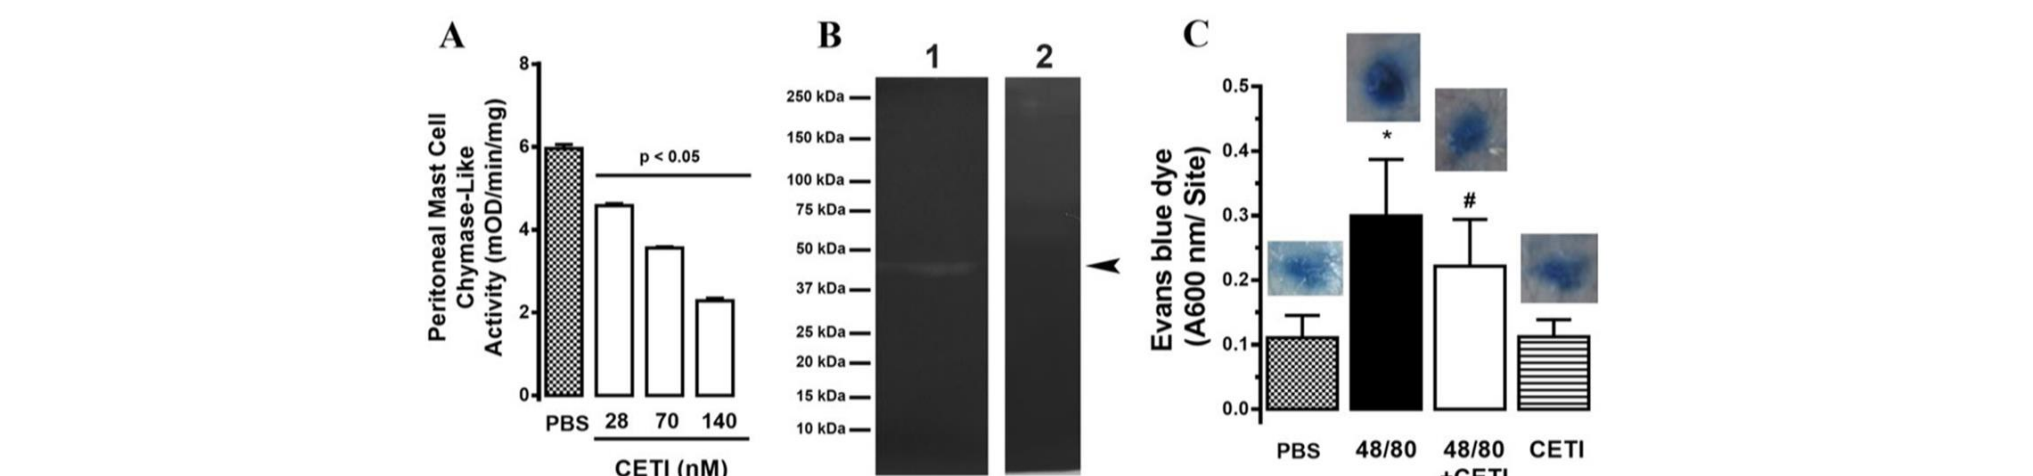 A
Peritoneal Mast Cell
Chymase-Like
Activity (mOD/min/mg)
8
6
4
2
0
p < 0.05
PBS 28 70 140
CETI (nM)
B
1 2
250 kDa
150 kDa
100 kDa
75 kDa
50 kDa
37 kDa
25 kDa
20 kDa
15 kDa
10 kDa
C
Evans blue dye
(A600 nm/ Site)
0.5
0.4
0.3
0.2
0.1
0.0
*
#
PBS 48/80 48/80 CETI
+CETI